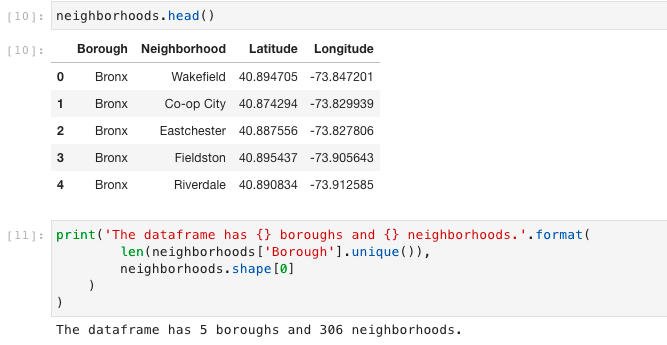 [10]: neighborhoods.head()
[10]: Borough Neighborhood Latitude Longitude
0 Bronx Wakefield 40.894705 -73.847201
1 Bronx Co-op City 40.874294 -73.829939
2 Bronx Eastchester 40.887556 -73.827806
3 Bronx Fieldston 40.895437 -73.905643
4 Bronx Riverdale 40.890834 -73.912585
[11]: print('The dataframe has {} boroughs and {} neighborhoods.'.format(
len(neighborhoods['Borough'].unique()),
neighborhoods.shape[0]
)
)
The dataframe has 5 boroughs and 306 neighborhoods.